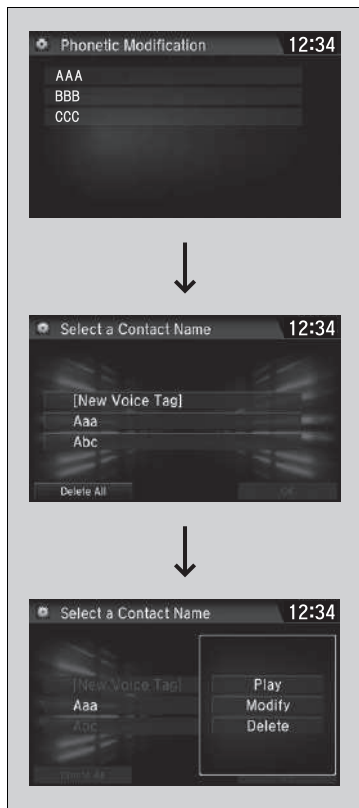 Phonetic Modification 12:34
AAA
BBB
CCC
Select a Contact Name 12:34
[New Voice Tag]
Aaa
Abc
Delete All OK
Select a Contact Name 12:34
[New Voice Tag] Play
Aaa Modify
Abc Delete
Delete All